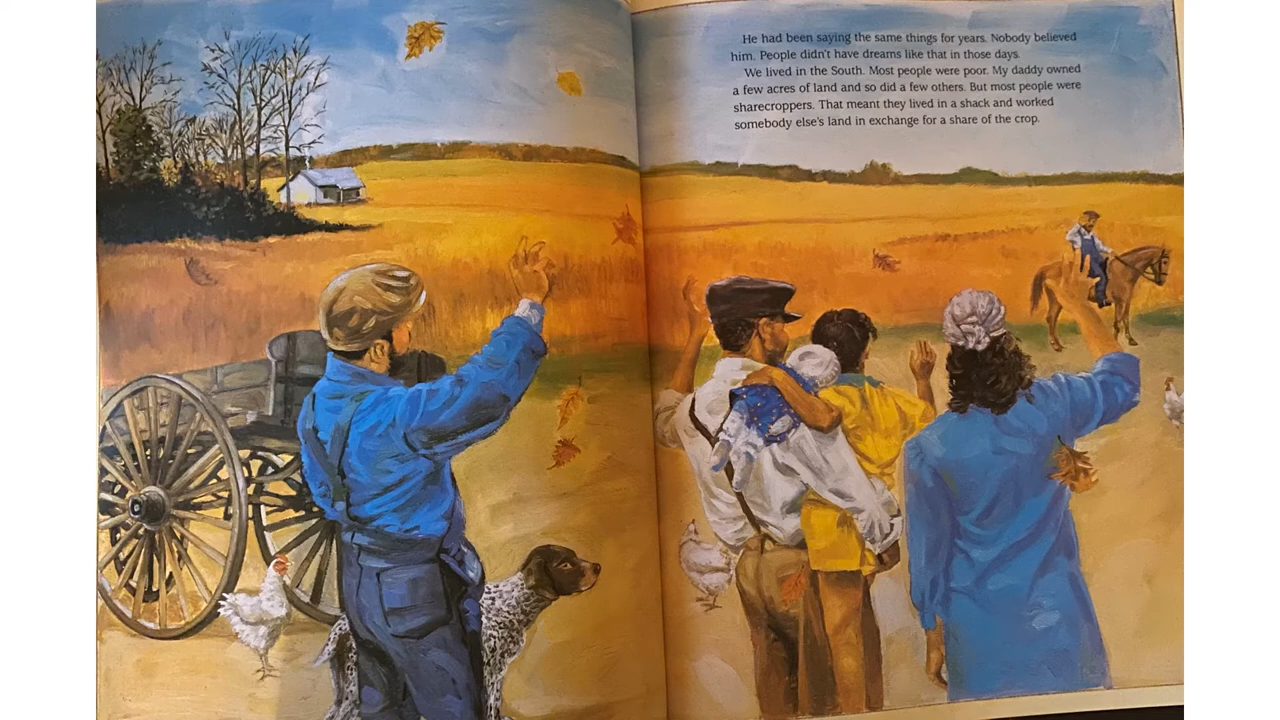 He had been saying the same things for years. Nobody believed
him. People didn't have dreams like that in those days.
We lived in the South. Most people were poor. My daddy owned
a few acres of land and so did a few others. But most people were
sharecroppers. That meant they lived in a shack and worked
somebody else's land in exchange for a share of the crop.